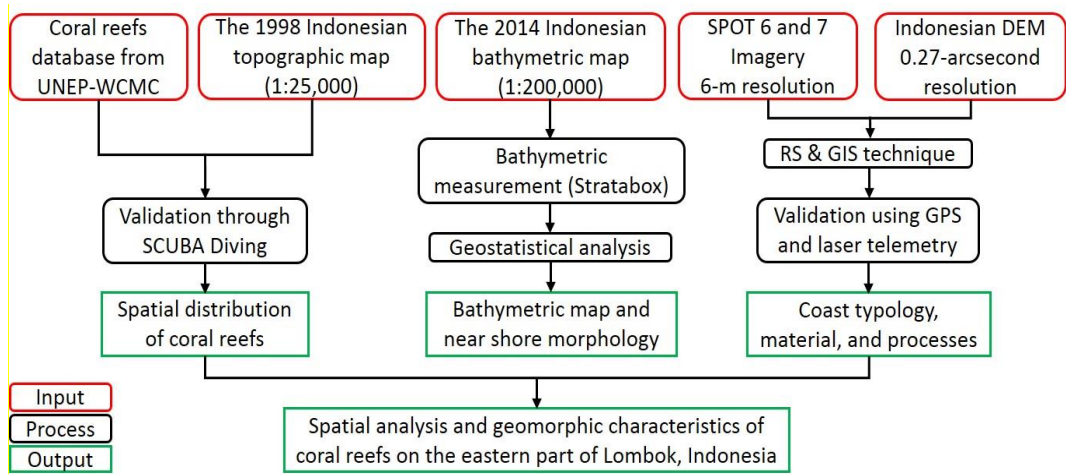 Coral reefs
database from
UNEP-WCMC
The 1998 Indonesian
topographic map
(1:25,000)
The 2014 Indonesian
bathymetric map
(1:200,000)
SPOT 6 and 7
Imagery
6-m resolution
Indonesian DEM
0.27-arcsecond
resolution
Validation through
SCUBA Diving
Bathymetric
measurement (Stratabox)
Geostatistical analysis
RS & GIS technique
Validation using GPS
and laser telemetry
Spatial distribution
of coral reefs
Bathymetric map and
near shore morphology
Coast typology,
material, and processes
Input
Process
Output
Spatial analysis and geomorphic characteristics of
coral reefs on the eastern part of Lombok, Indonesia